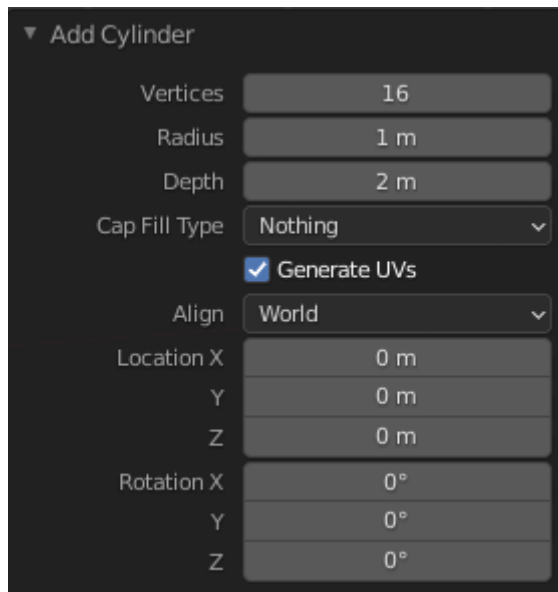 Add Cylinder
Vertices 16
Radius 1 m
Depth 2 m
Cap Fill Type Nothing
Generate UVs
Align World
Location X 0 m
Y 0 m
Z 0 m
Rotation X 0°
Y 0°
Z 0°